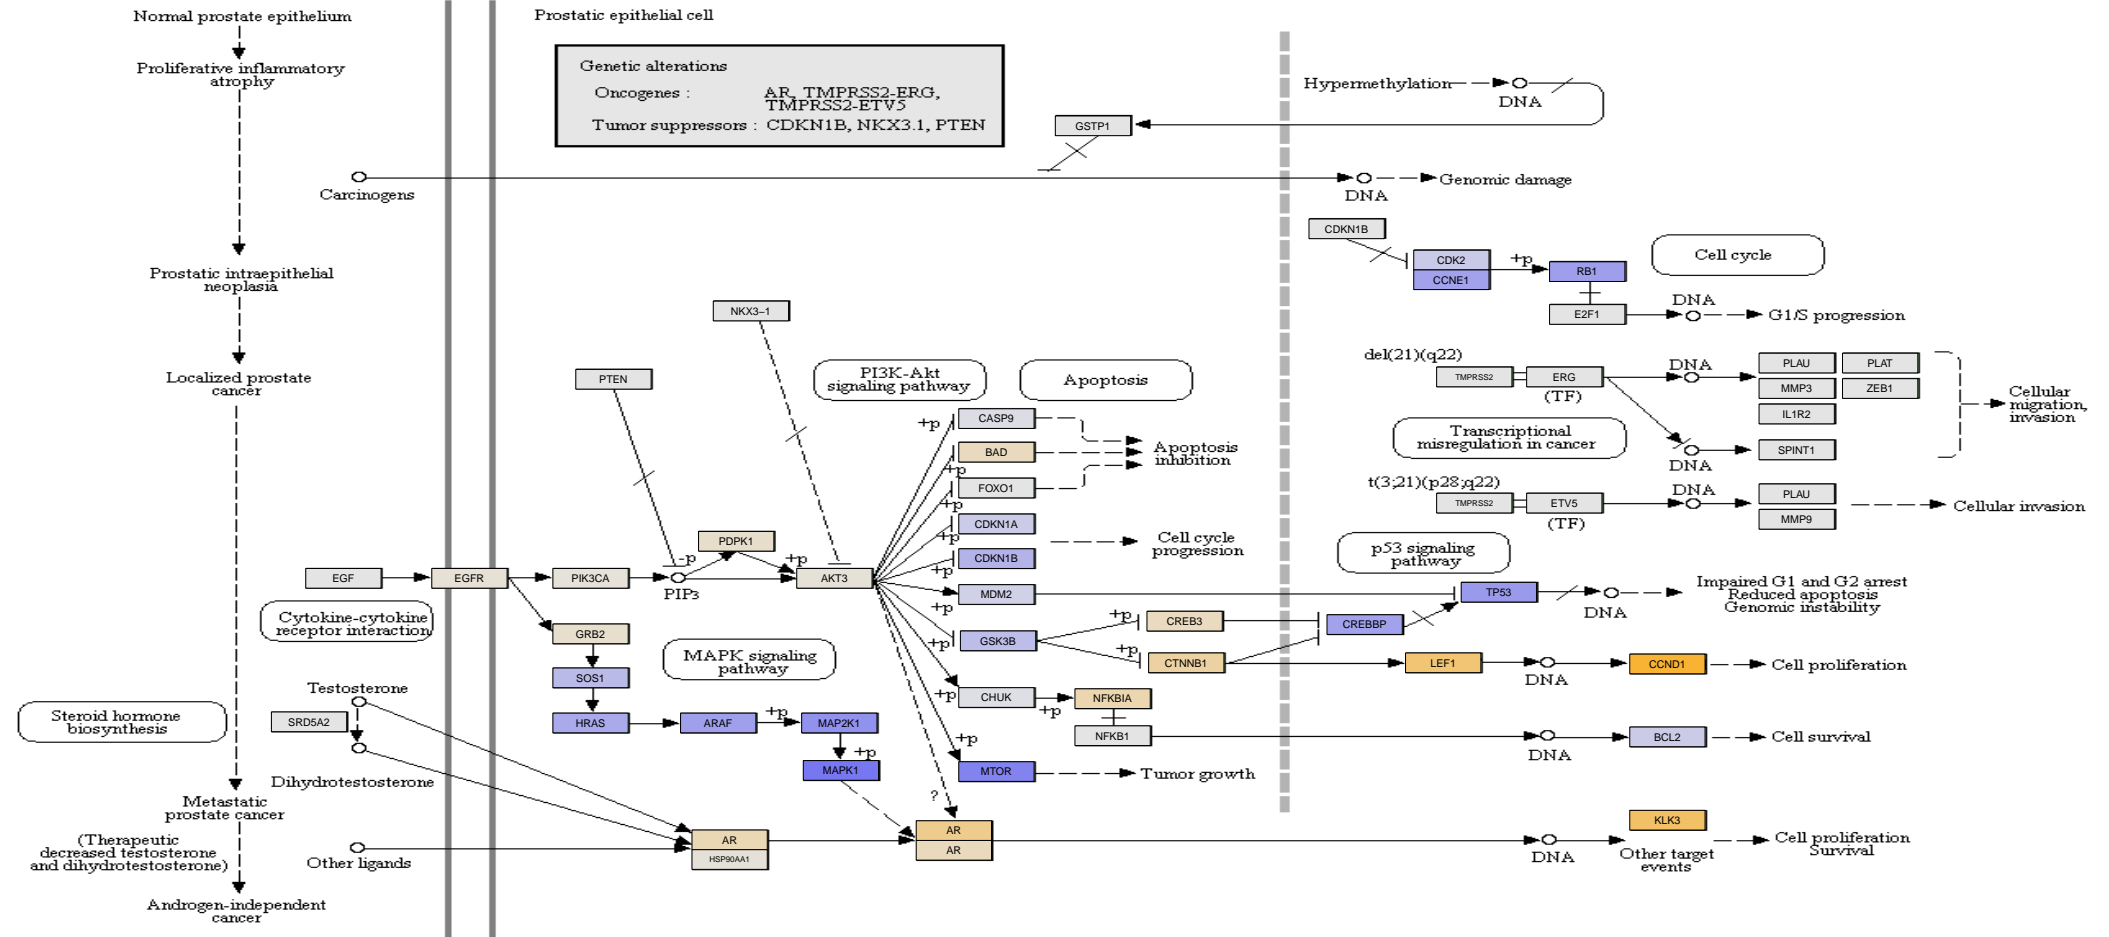 Normal prostate epithelium
Proliferative inflammatory
atrophy
Prostatic intraepithelial
neoplasia
Localized prostate
cancer
Steroid hormone
biosynthesis
Metastatic
prostate cancer
(Therapeutic
decreased testosterone
and dihydrotestosterone)
Androgen-independent
cancer
Prostatic epithelial cell
Genetic alterations
Oncogenes : AR, TMPRSS2-ERG,
TMPRSS2-ETV5
Tumor suppressors : CDKN1B, NKX3.1, PTEN
Hypermethylation
DNA
GSTP1
Carcinogens
DNA
Genomic damage
CDKN1B
CDK2
CCNE1
+p
RB1
Cell cycle
E2F1
DNA
G1/S progression
NKX3–1
PTEN
PI3K-Akt
signaling pathway
Apoptosis
del(21)(q22)
TMPRSS2
ERG
(TF)
DNA
PLAU
PLAT
MMP3
ZEB1
IL1R2
Cellular
migration,
invasion
Transcriptional
misregulation in cancer
DNA
SPINT1
t(3;21)(p28;q22)
TMPRSS2
ETV5
(TF)
DNA
PLAU
MMP9
Cellular invasion
+p
CASP9
BAD
+p
FOXO1
+p
Apoptosis
inhibition
CDKN1A
+p
CDKN1B
+p
Cell cycle
progression
MDM2
+p
GSK3B
+p
PDPK1
-p
+p
EGF
EGFR
PIK3CA
PIP3
AKT3
Cytokine-cytokine
receptor interaction
GRB2
SOS1
HRAS
MAPK signaling
pathway
ARAF
+p
MAP2K1
+p
MAPK1
p53 signaling
pathway
TP53
DNA
Impaired G1 and G2 arrest
Reduced apoptosis
Genomic instability
+p
CREB3
CREBBP
+p
CTNNB1
LEF1
DNA
CCND1
Cell proliferation
CHUK
+p
+p
NFKBIA
NFKB1
DNA
BCL2
Cell survival
+p
MTOR
Tumor growth
?
Testosterone
SRD5A2
Dihydrotestosterone
Other ligands
AR
HSP90AA1
AR
AR
DNA
KLK3
Other target
events
Cell proliferation
Survival